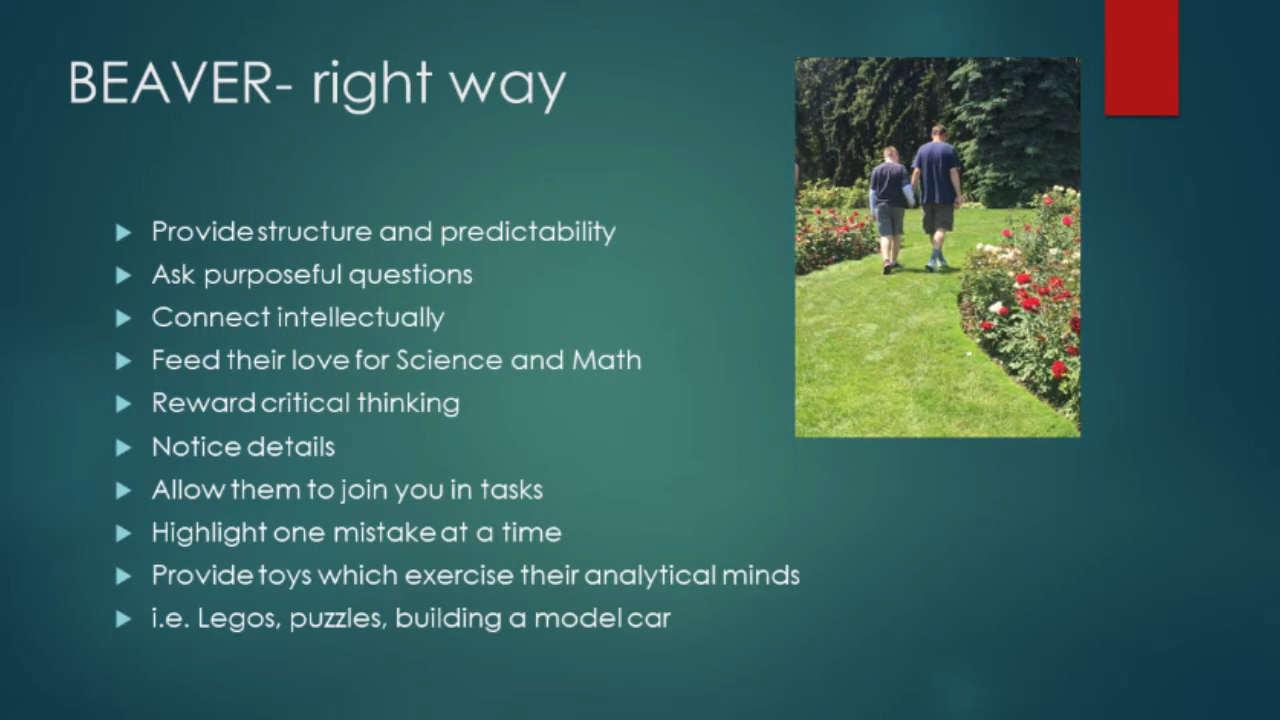 BEAVER- right way
Provide structure and predictability
Ask purposeful questions
Connect intellectually
Feed their love for Science and Math
Reward critical thinking
Notice details
Allow them to join you in tasks
Highlight one mistake at a time
Provide toys which exercise their analytical minds
i.e. Legos, puzzles, building a model car